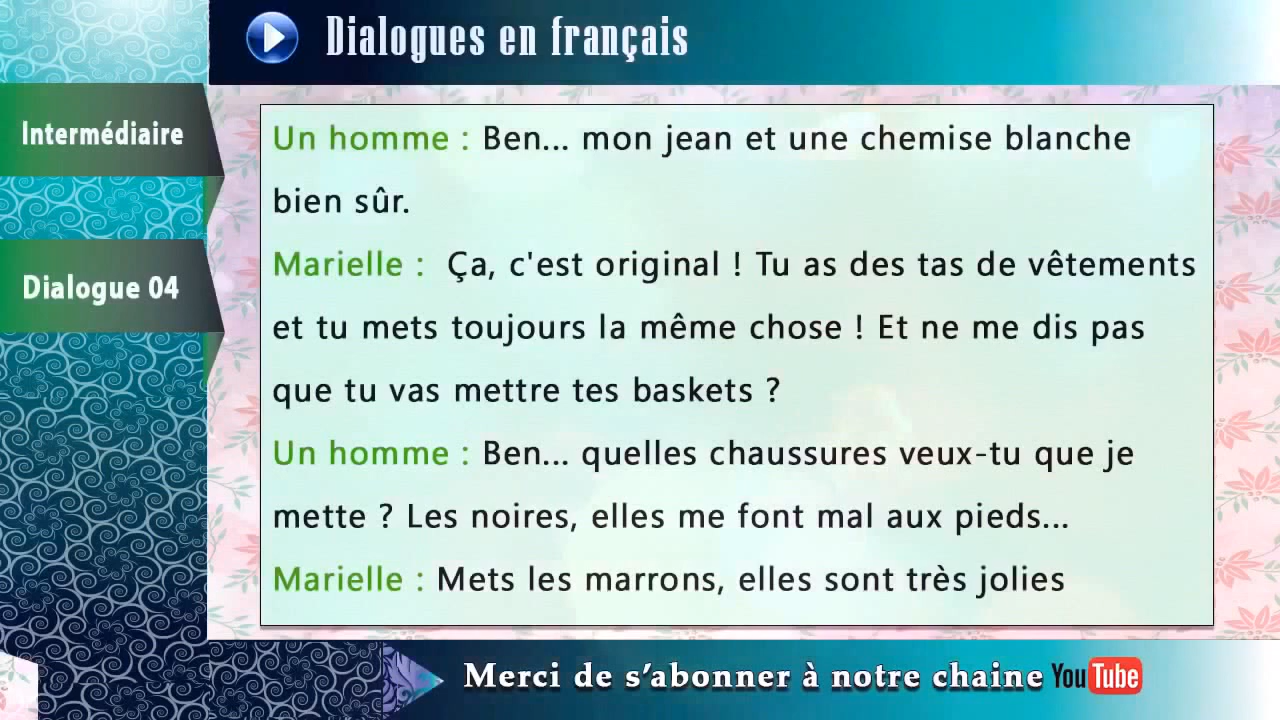 Dialogues en français
Intermédiaire
Dialogue 04
Un homme : Ben... mon jean et une chemise blanche
bien sûr.
Marielle : Ça, c'est original ! Tu as des tas de vêtements
et tu mets toujours la même chose ! Et ne me dis pas
que tu vas mettre tes baskets ?
Un homme : Ben... quelles chaussures veux-tu que je
mette ? Les noires, elles me font mal aux pieds...
Marielle : Mets les marrons, elles sont très jolies
Merci de s’abonner à notre chaine YouTube